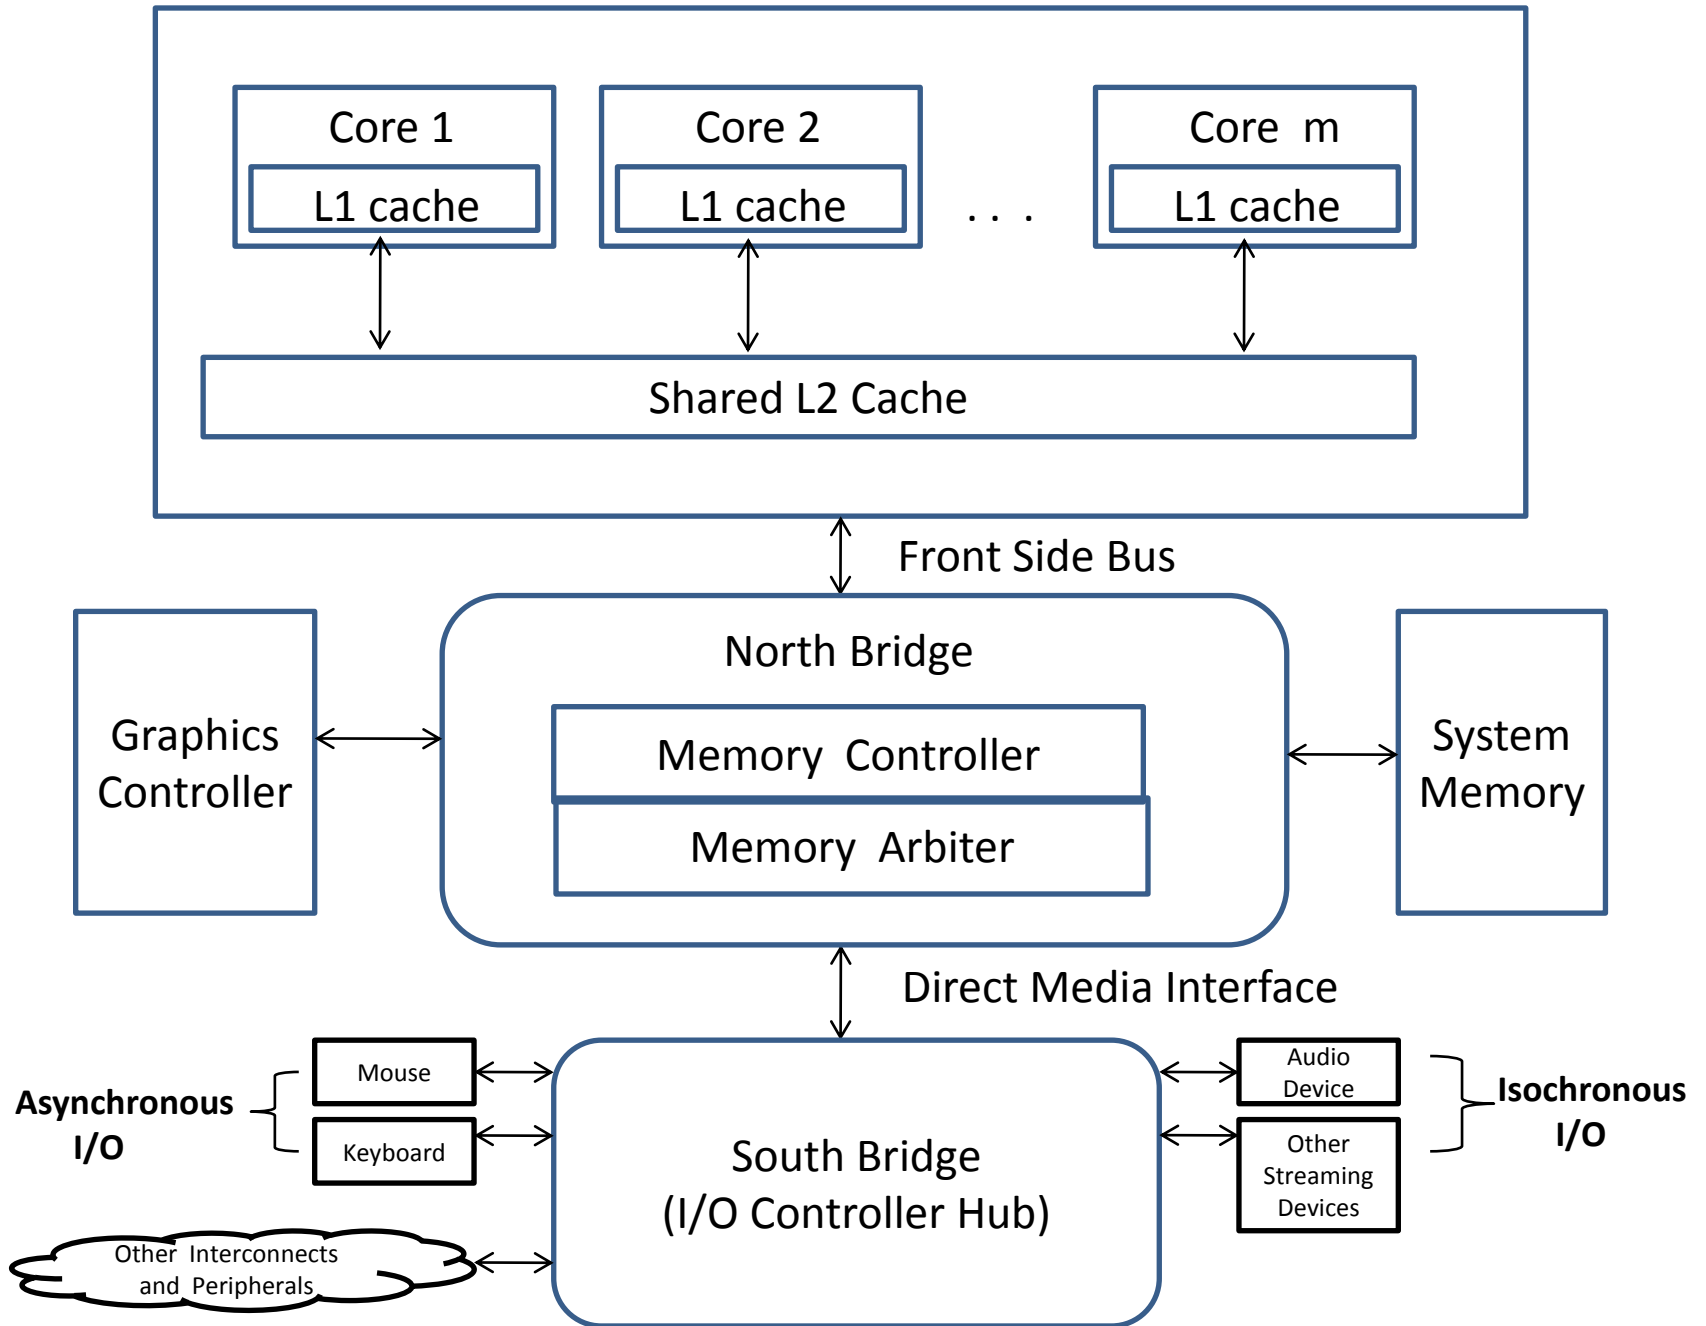 Core 1
Core 2
Core m
L1 cache
L1 cache
. . .
L1 cache
Shared L2 Cache
Front Side Bus
North Bridge
Graphics
Controller
Memory Controller
Memory Arbiter
System
Memory
Direct Media Interface
Asynchronous
I/O
Mouse
Keyboard
Other Interconnects
and Peripherals
South Bridge
(I/O Controller Hub)
Audio
Device
Other
Streaming
Devices
Isochronous
I/O